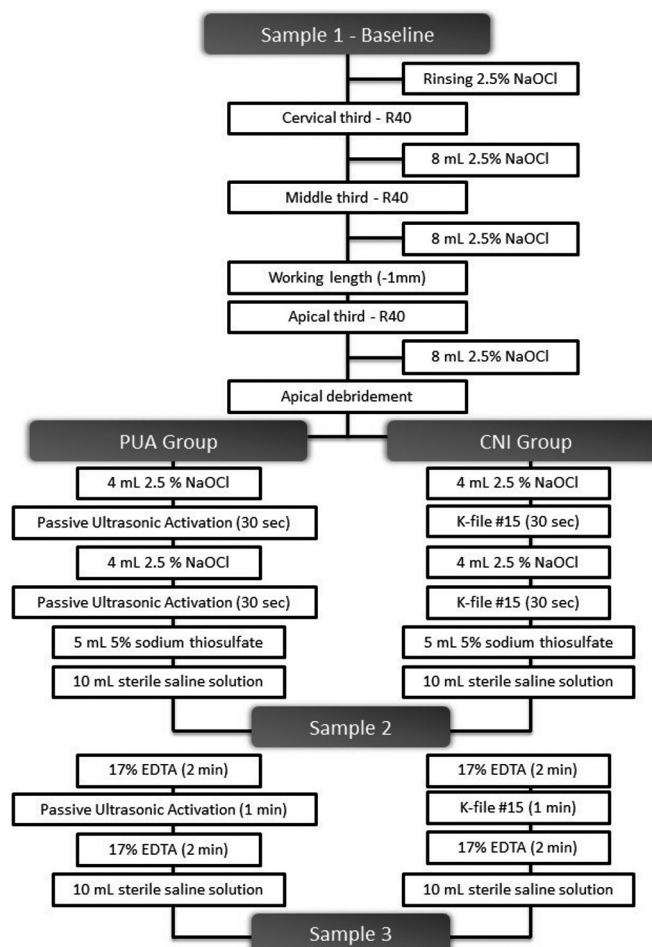 Sample 1 - Baseline
Rinsing 2.5% NaOCl
Cervical third - R40
8 mL 2.5% NaOCl
Middle third - R40
8 mL 2.5% NaOCl
Working length (-1mm)
Apical third - R40
8 mL 2.5% NaOCl
Apical debridement
PUA Group
4 mL 2.5 % NaOCl
Passive Ultrasonic Activation (30 sec)
4 mL 2.5 % NaOCl
Passive Ultrasonic Activation (30 sec)
5 mL 5% sodium thiosulfate
10 mL sterile saline solution
CNI Group
4 mL 2.5 % NaOCl
K-file #15 (30 sec)
4 mL 2.5 % NaOCl
K-file #15 (30 sec)
5 mL 5% sodium thiosulfate
10 mL sterile saline solution
Sample 2
17% EDTA (2 min)
Passive Ultrasonic Activation (1 min)
17% EDTA (2 min)
10 mL sterile saline solution
17% EDTA (2 min)
K-file #15 (1 min)
17% EDTA (2 min)
10 mL sterile saline solution
Sample 3